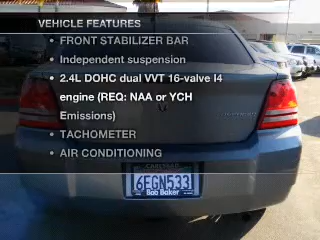 VEHICLE FEATURES
• FRONT STABILIZER BAR
• Independent suspension
• 2.4L DOHC dual VVT 16-valve I4
engine (REQ: NAA or YCH
Emissions)
• TACHOMETER
• AIR CONDITIONING
CARLSBAD
6EGN533
Bob Baker